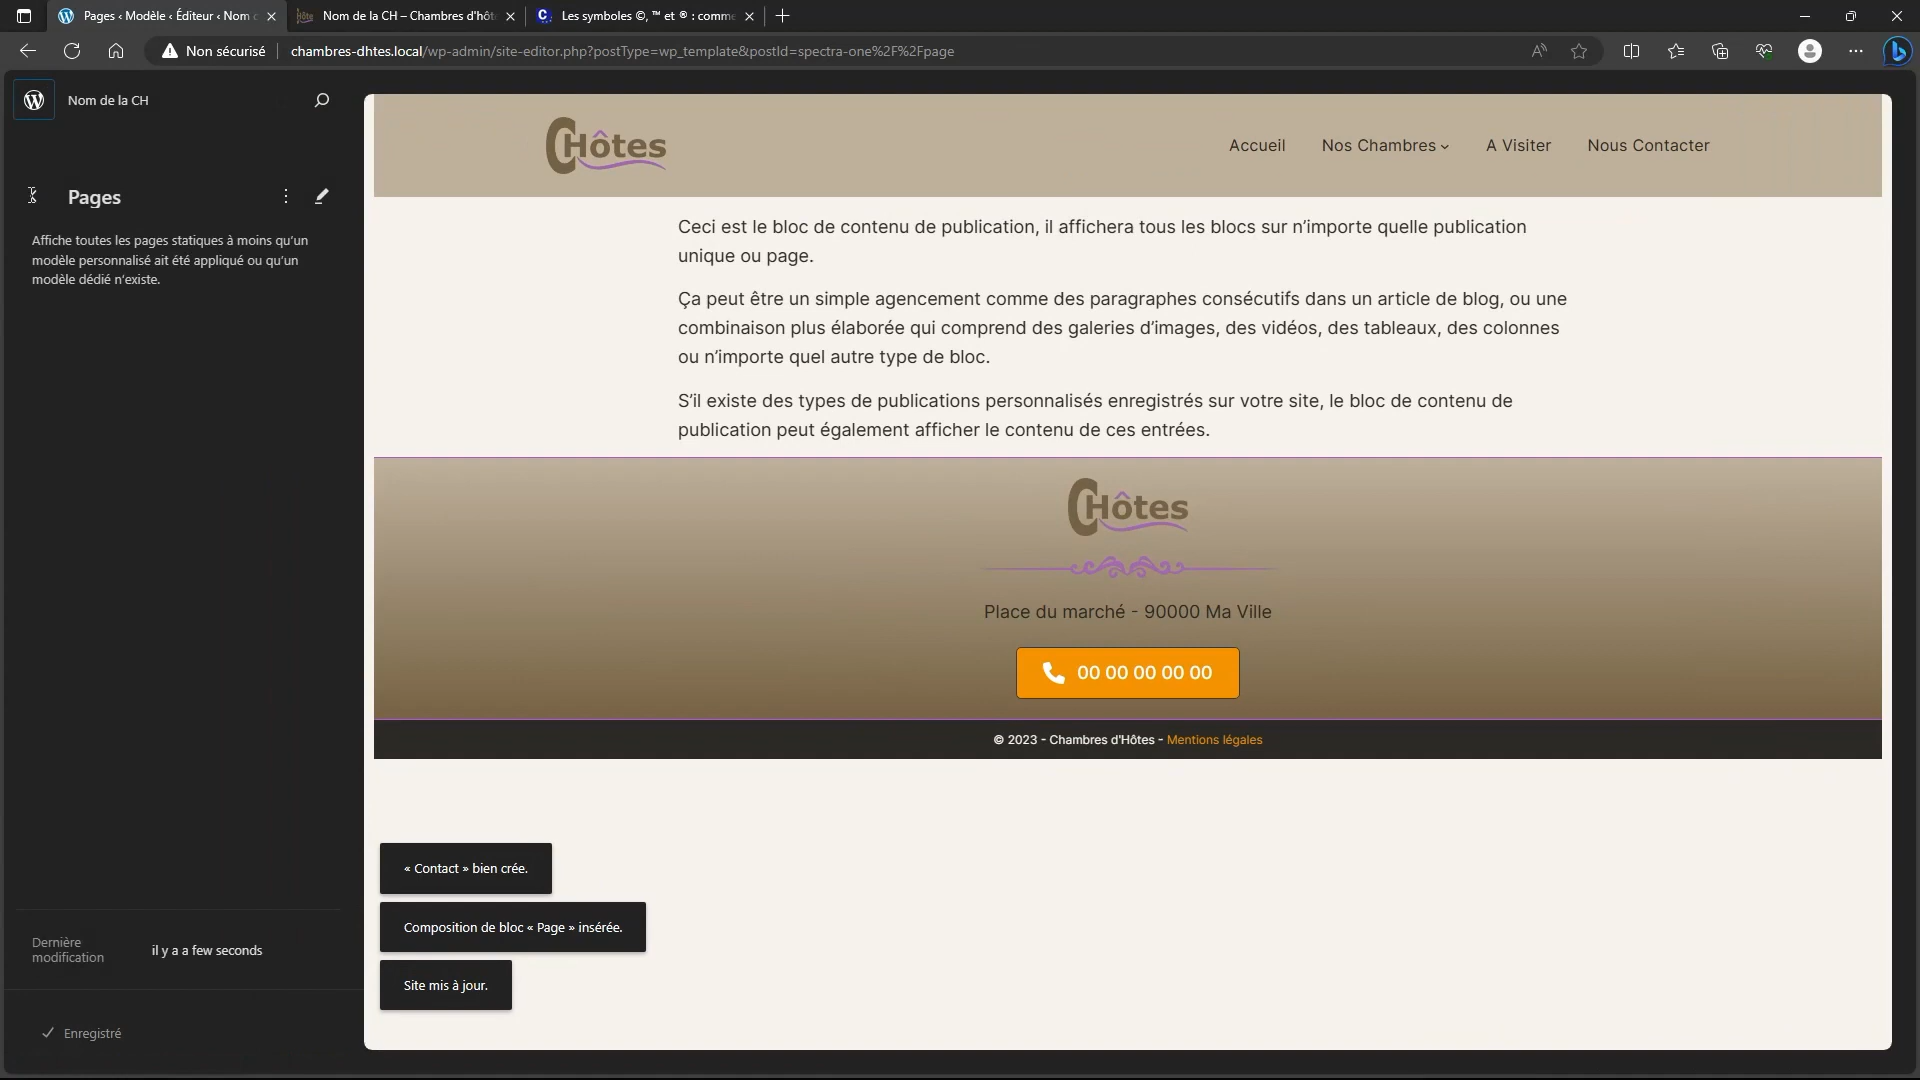 Pages ‹ Modèle ‹ Éditeur ‹ Nom
Nom de la CH – Chambres d'hôt
Les symboles ©, ™ et ® : comme
Non sécurisé
chambres-dhtes.local/wp-admin/site-editor.php?postType=wp_template&postId=spectra-one%2F%2Fpage
Nom de la CH
CHôtes
Accueil
Nos Chambres
A Visiter
Nous Contacter
Pages
Affiche toutes les pages statiques à moins qu’un
modèle personnalisé ait été appliqué ou qu’un
modèle dédié n’existe.
Ceci est le bloc de contenu de publication, il affichera tous les blocs sur n’importe quelle publication
unique ou page.
Ça peut être un simple agencement comme des paragraphes consécutifs dans un article de blog, ou une
combinaison plus élaborée qui comprend des galeries d’images, des vidéos, des tableaux, des colonnes
ou n’importe quel autre type de bloc.
S’il existe des types de publications personnalisés enregistrés sur votre site, le bloc de contenu de
publication peut également afficher le contenu de ces entrées.
CHôtes
Place du marché - 90000 Ma Ville
00 00 00 00 00
© 2023 - Chambres d'Hôtes - Mentions légales
« Contact » bien crée.
Composition de bloc « Page » insérée.
Site mis à jour.
Dernière
modification
il y a a few seconds
Enregistré